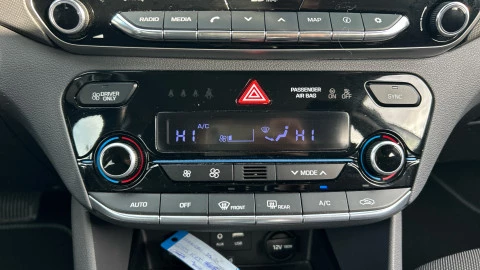 RADIO MEDIA MAP
DRIVER ONLY
PASSENGER AIR BAG ON OFF
SYNC
A/C
HI HI
MODE
AUTO OFF FRONT REAR A/C
12V